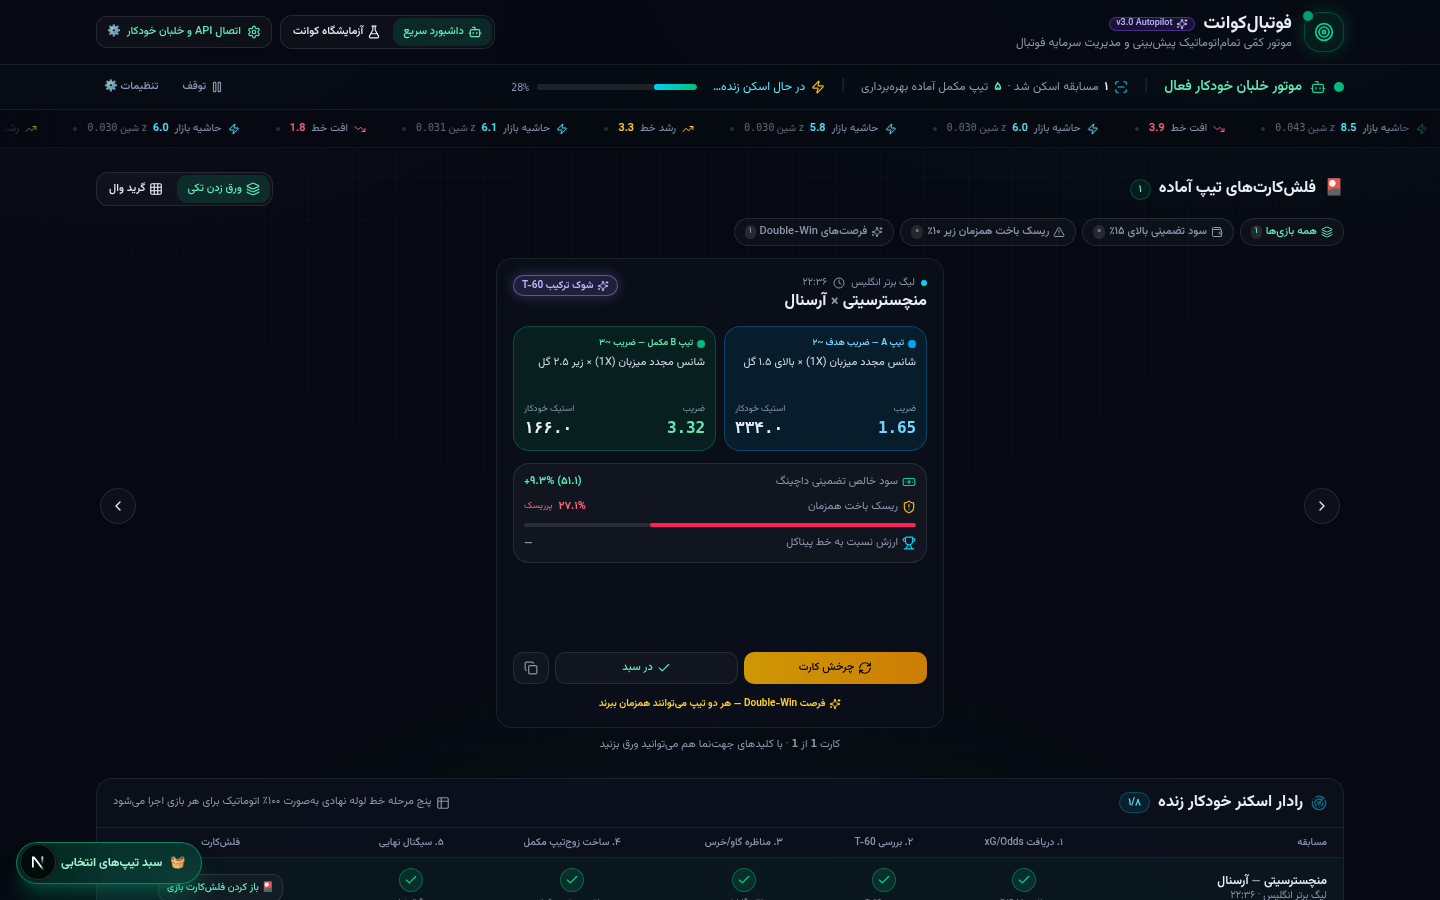 فوتبال‌کوانت
v3.0 Autopilot
موتور کمّی تمام‌اتوماتیک پیش‌بینی و مدیریت سرمایه فوتبال
داشبورد سریع
آزمایشگاه کوانت
اتصال API و خلبان خودکار ⚙️
موتور خلبان خودکار فعال
۱ مسابقه اسکن شد · ۵ تیپ مکمل آماده بهره‌برداری
در حال اسکن زنده...
28%
توقف
تنظیمات ⚙️
حاشیه بازار 8.5 z شین 0.043
افت خط 3.9
حاشیه بازار 6.0 z شین 0.030
حاشیه بازار 5.8 z شین 0.030
رشد خط 3.3
حاشیه بازار 6.1 z شین 0.031
افت خط 1.8
حاشیه بازار 6.0 z شین 0.030
🎴 فلش‌کارت‌های تیپ آماده ۱
ورق زدن تکی
گرید وال
همه بازی‌ها ۱
سود تضمینی بالای ۱۵٪ ۰
ریسک باخت همزمان زیر ۱۰٪ ۰
فرصت‌های Double-Win ۱
لیگ برتر انگلیس ۲۲:۳۶
منچسترسیتی × آرسنال
شوک ترکیب T-60
تیپ A — ضریب هدف ~۲
شانس مجدد میزبان (1X) × بالای ۱.۵ گل
ضریب
استیک خودکار
1.65
۳۳۴.۰
تیپ B مکمل — ضریب ~۳
شانس مجدد میزبان (1X) × زیر ۲.۵ گل
ضریب
استیک خودکار
3.32
۱۶۶.۰
سود خالص تضمینی داچینگ
+۹.۳% (۵۱.۱)
ریسک باخت همزمان
۲۷.۱% پرریسک
ارزش نسبت به خط پیناکل
—
چرخش کارت
در سبد
فرصت Double-Win — هر دو تیپ می‌توانند همزمان ببرند
کارت 1 از 1 · با کلیدهای جهت‌نما هم می‌توانید ورق بزنید
رادار اسکنر خودکار زنده ۱/۸
پنج مرحله خط لوله نهادی به‌صورت ۱۰۰٪ اتوماتیک برای هر بازی اجرا می‌شود
مسابقه
۱. دریافت xG/Odds
۲. بررسی T-60
۳. مناظره گاو/خرس
۴. ساخت زوج‌تیپ مکمل
۵. سیگنال نهایی
فلش‌کارت
منچسترسیتی — آرسنال
لیگ برتر انگلیس · ۲۲:۳۶
🎴 باز کردن فلش‌کارت بازی
🧺 سبد تیپ‌های انتخابی
N